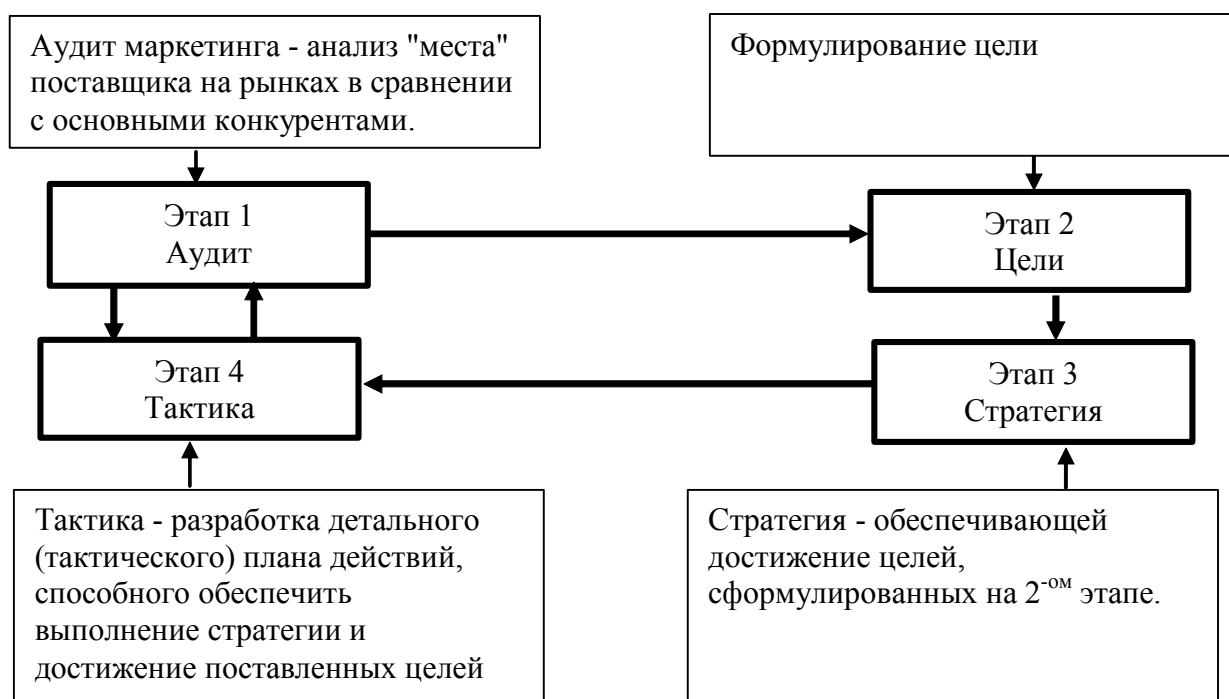 Аудит маркетинга - анализ "места"
поставщика на рынках в сравнении
с основными конкурентами.
Формулирование цели
Этап 1
Аудит
Этап 2
Цели
Этап 4
Тактика
Этап 3
Стратегия
Тактика - разработка детального
(тактического) плана действий,
способного обеспечить
выполнение стратегии и
достижение поставленных целей
Стратегия - обеспечивающей
достижение целей,
сформулированных на 2-ом этапе.